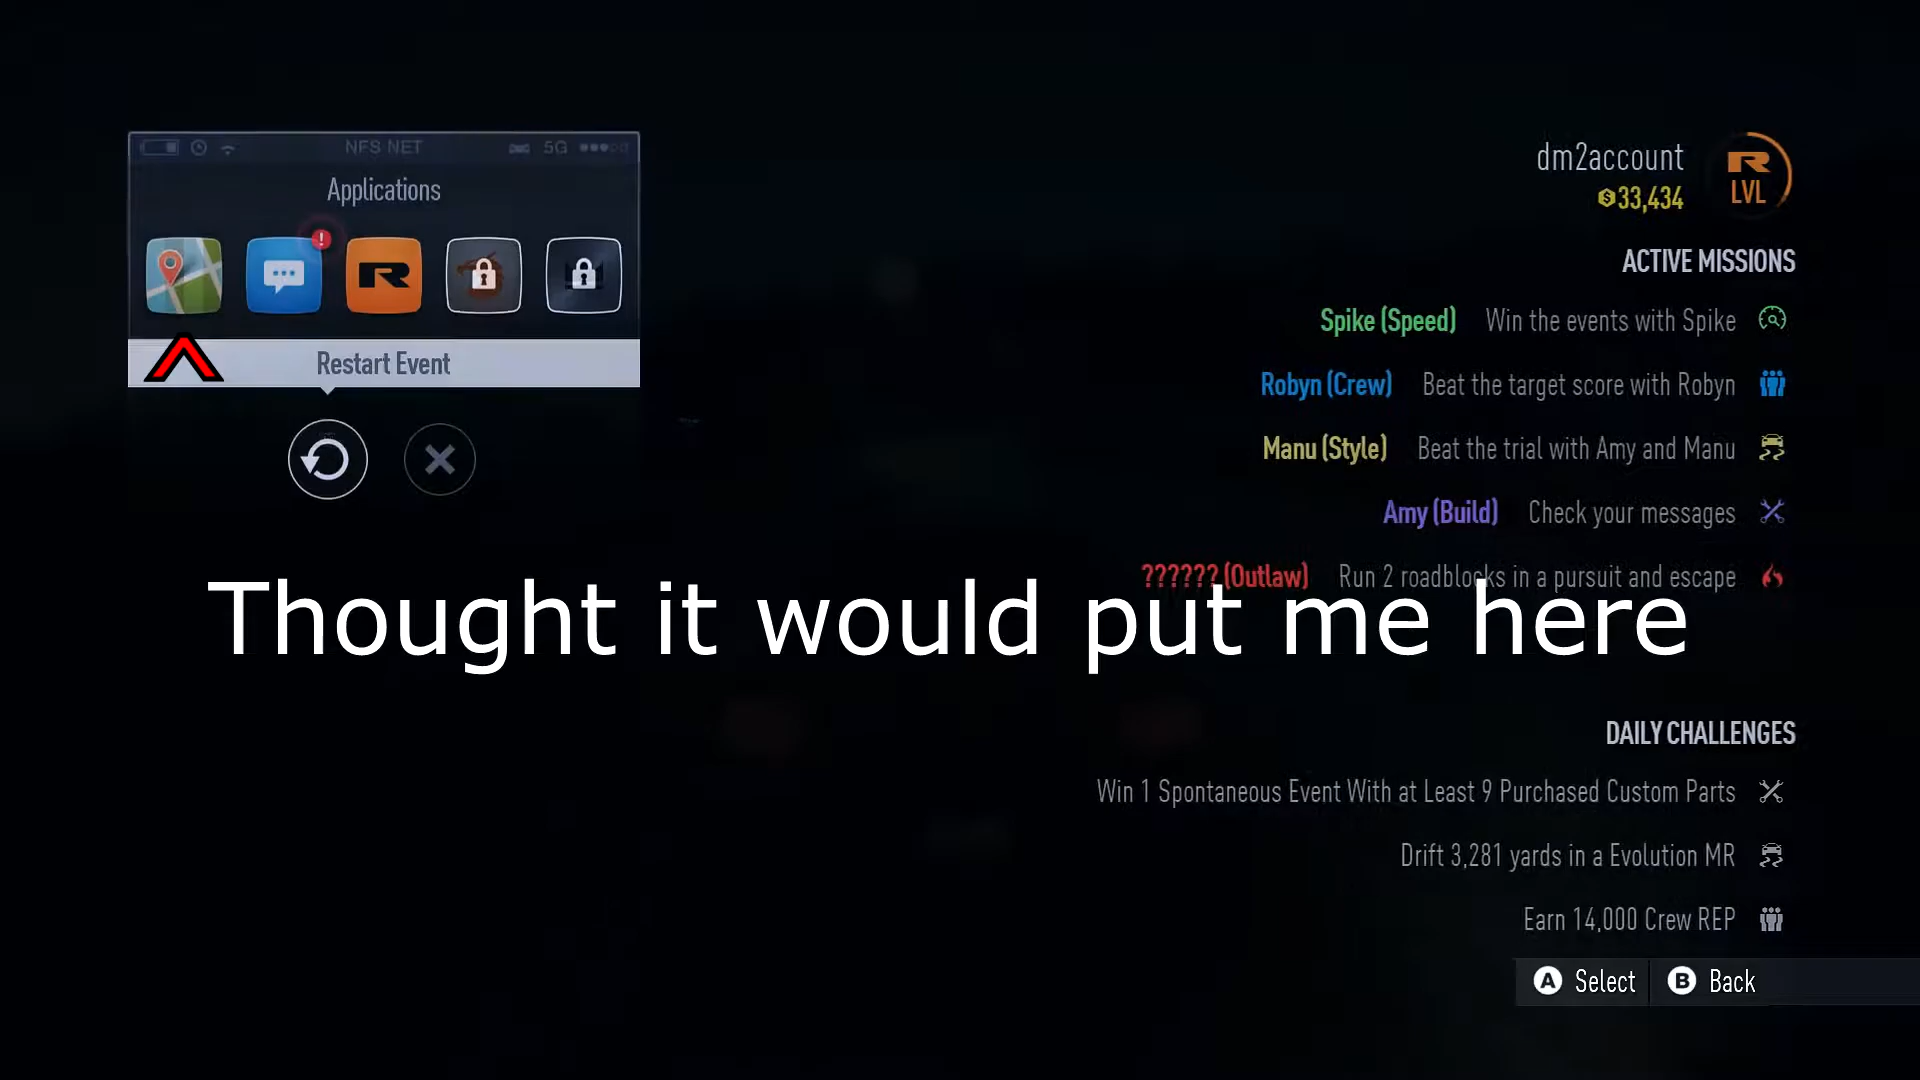 NFS NET
5G
Applications
!
R
Restart Event
dm2account
33,434
R
LVL
ACTIVE MISSIONS
Spike (Speed) Win the events with Spike
Robyn (Crew) Beat the target score with Robyn
Manu (Style) Beat the trial with Amy and Manu
Amy (Build) Check your messages
?????? (Outlaw) Run 2 roadblocks in a pursuit and escape
Thought it would put me here
DAILY CHALLENGES
Win 1 Spontaneous Event With at Least 9 Purchased Custom Parts
Drift 3,281 yards in a Evolution MR
Earn 14,000 Crew REP
A Select B Back